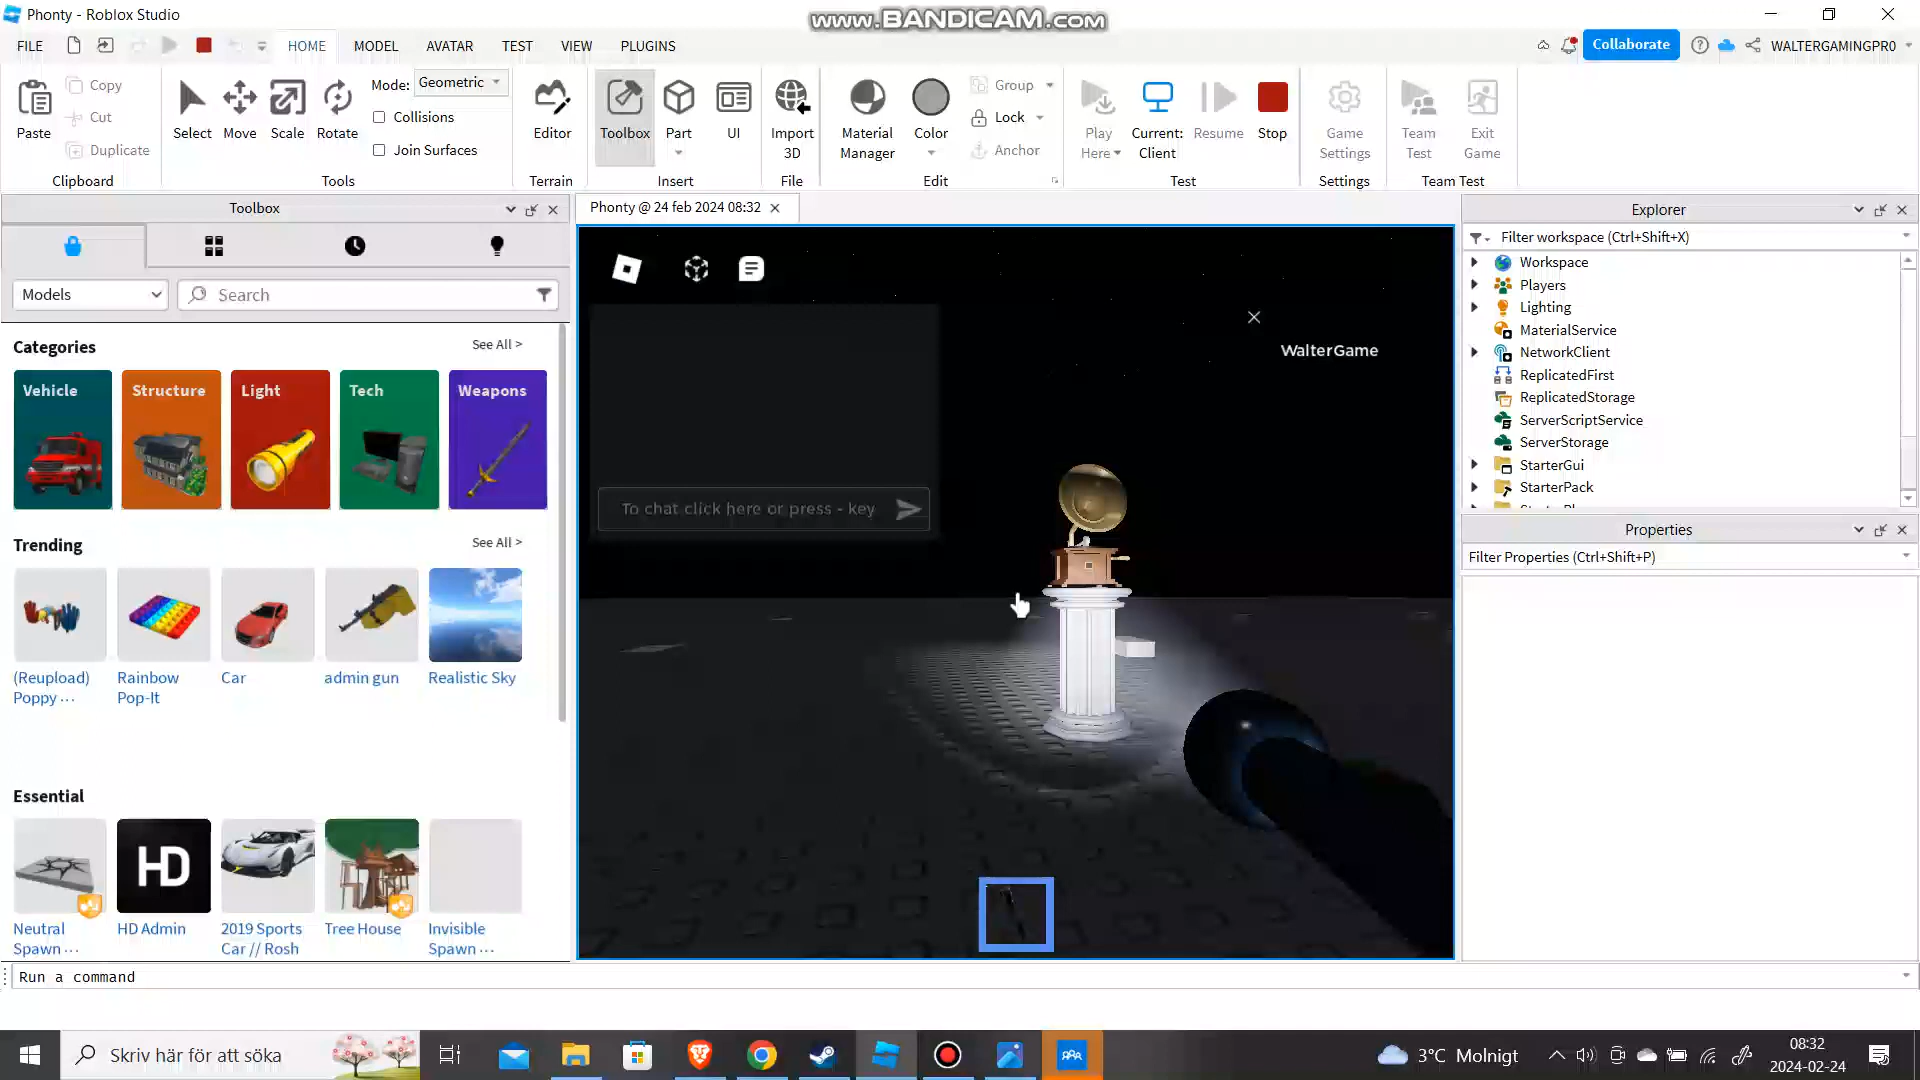 Phonty - Roblox Studio
www.BANDICAM.com
FILE
HOME
MODEL
AVATAR
TEST
VIEW
PLUGINS
Collaborate
WALTERGAMINGPR0
Paste
Copy
Cut
Duplicate
Clipboard
Select
Move
Scale
Rotate
Mode: Geometric
Collisions
Join Surfaces
Tools
Editor
Terrain
Toolbox
Part
UI
Insert
Import
3D
File
Material
Manager
Color
Group
Lock
Anchor
Edit
Play
Here
Current:
Client
Resume
Stop
Test
Game
Settings
Settings
Team
Test
Exit
Game
Team Test
Toolbox
Models
Search
Categories
See All >
Vehicle
Structure
Light
Tech
Weapons
Trending
See All >
(Reupload)
Poppy ...
Rainbow
Pop-It
Car
admin gun
Realistic Sky
Essential
HD
Neutral
Spawn ...
HD Admin
2019 Sports
Car // Rosh
Tree House
Invisible
Spawn ...
Phonty @ 24 feb 2024 08:32
To chat click here or press - key
WalterGame
Explorer
Filter workspace (Ctrl+Shift+X)
Workspace
Players
Lighting
MaterialService
NetworkClient
ReplicatedFirst
ReplicatedStorage
ServerScriptService
ServerStorage
StarterGui
StarterPack
Properties
Filter Properties (Ctrl+Shift+P)
Run a command
Skriv här för att söka
3°C Molnigt
08:32
2024-02-24